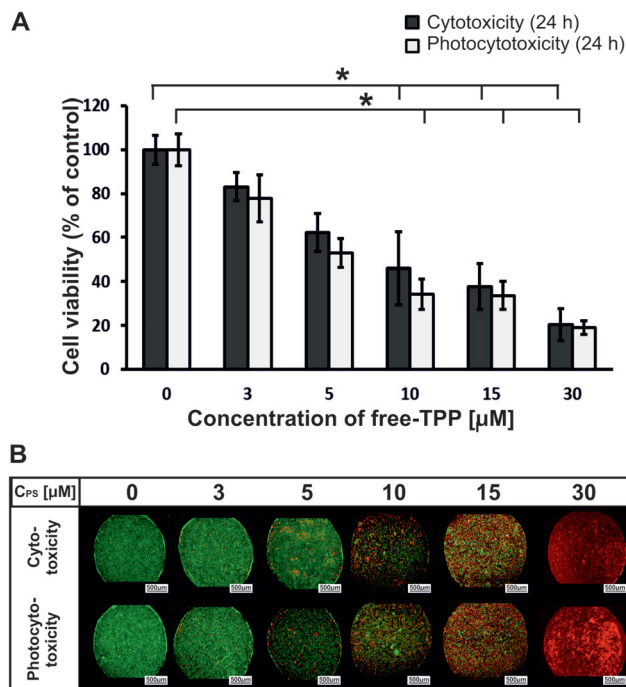 A
Cytotoxicity (24 h)
Photocytotoxicity (24 h)
*
*
120
100
80
60
40
20
0
Cell viability (% of control)
0 3 5 10 15 30
Concentration of free-TPP [µM]
B
CPS [µM] 0 3 5 10 15 30
Cyto-
toxicity
500µm 500µm 500µm 500µm 500µm 500µm
Photocyto-
toxicity
500µm 500µm 500µm 500µm 500µm 500µm